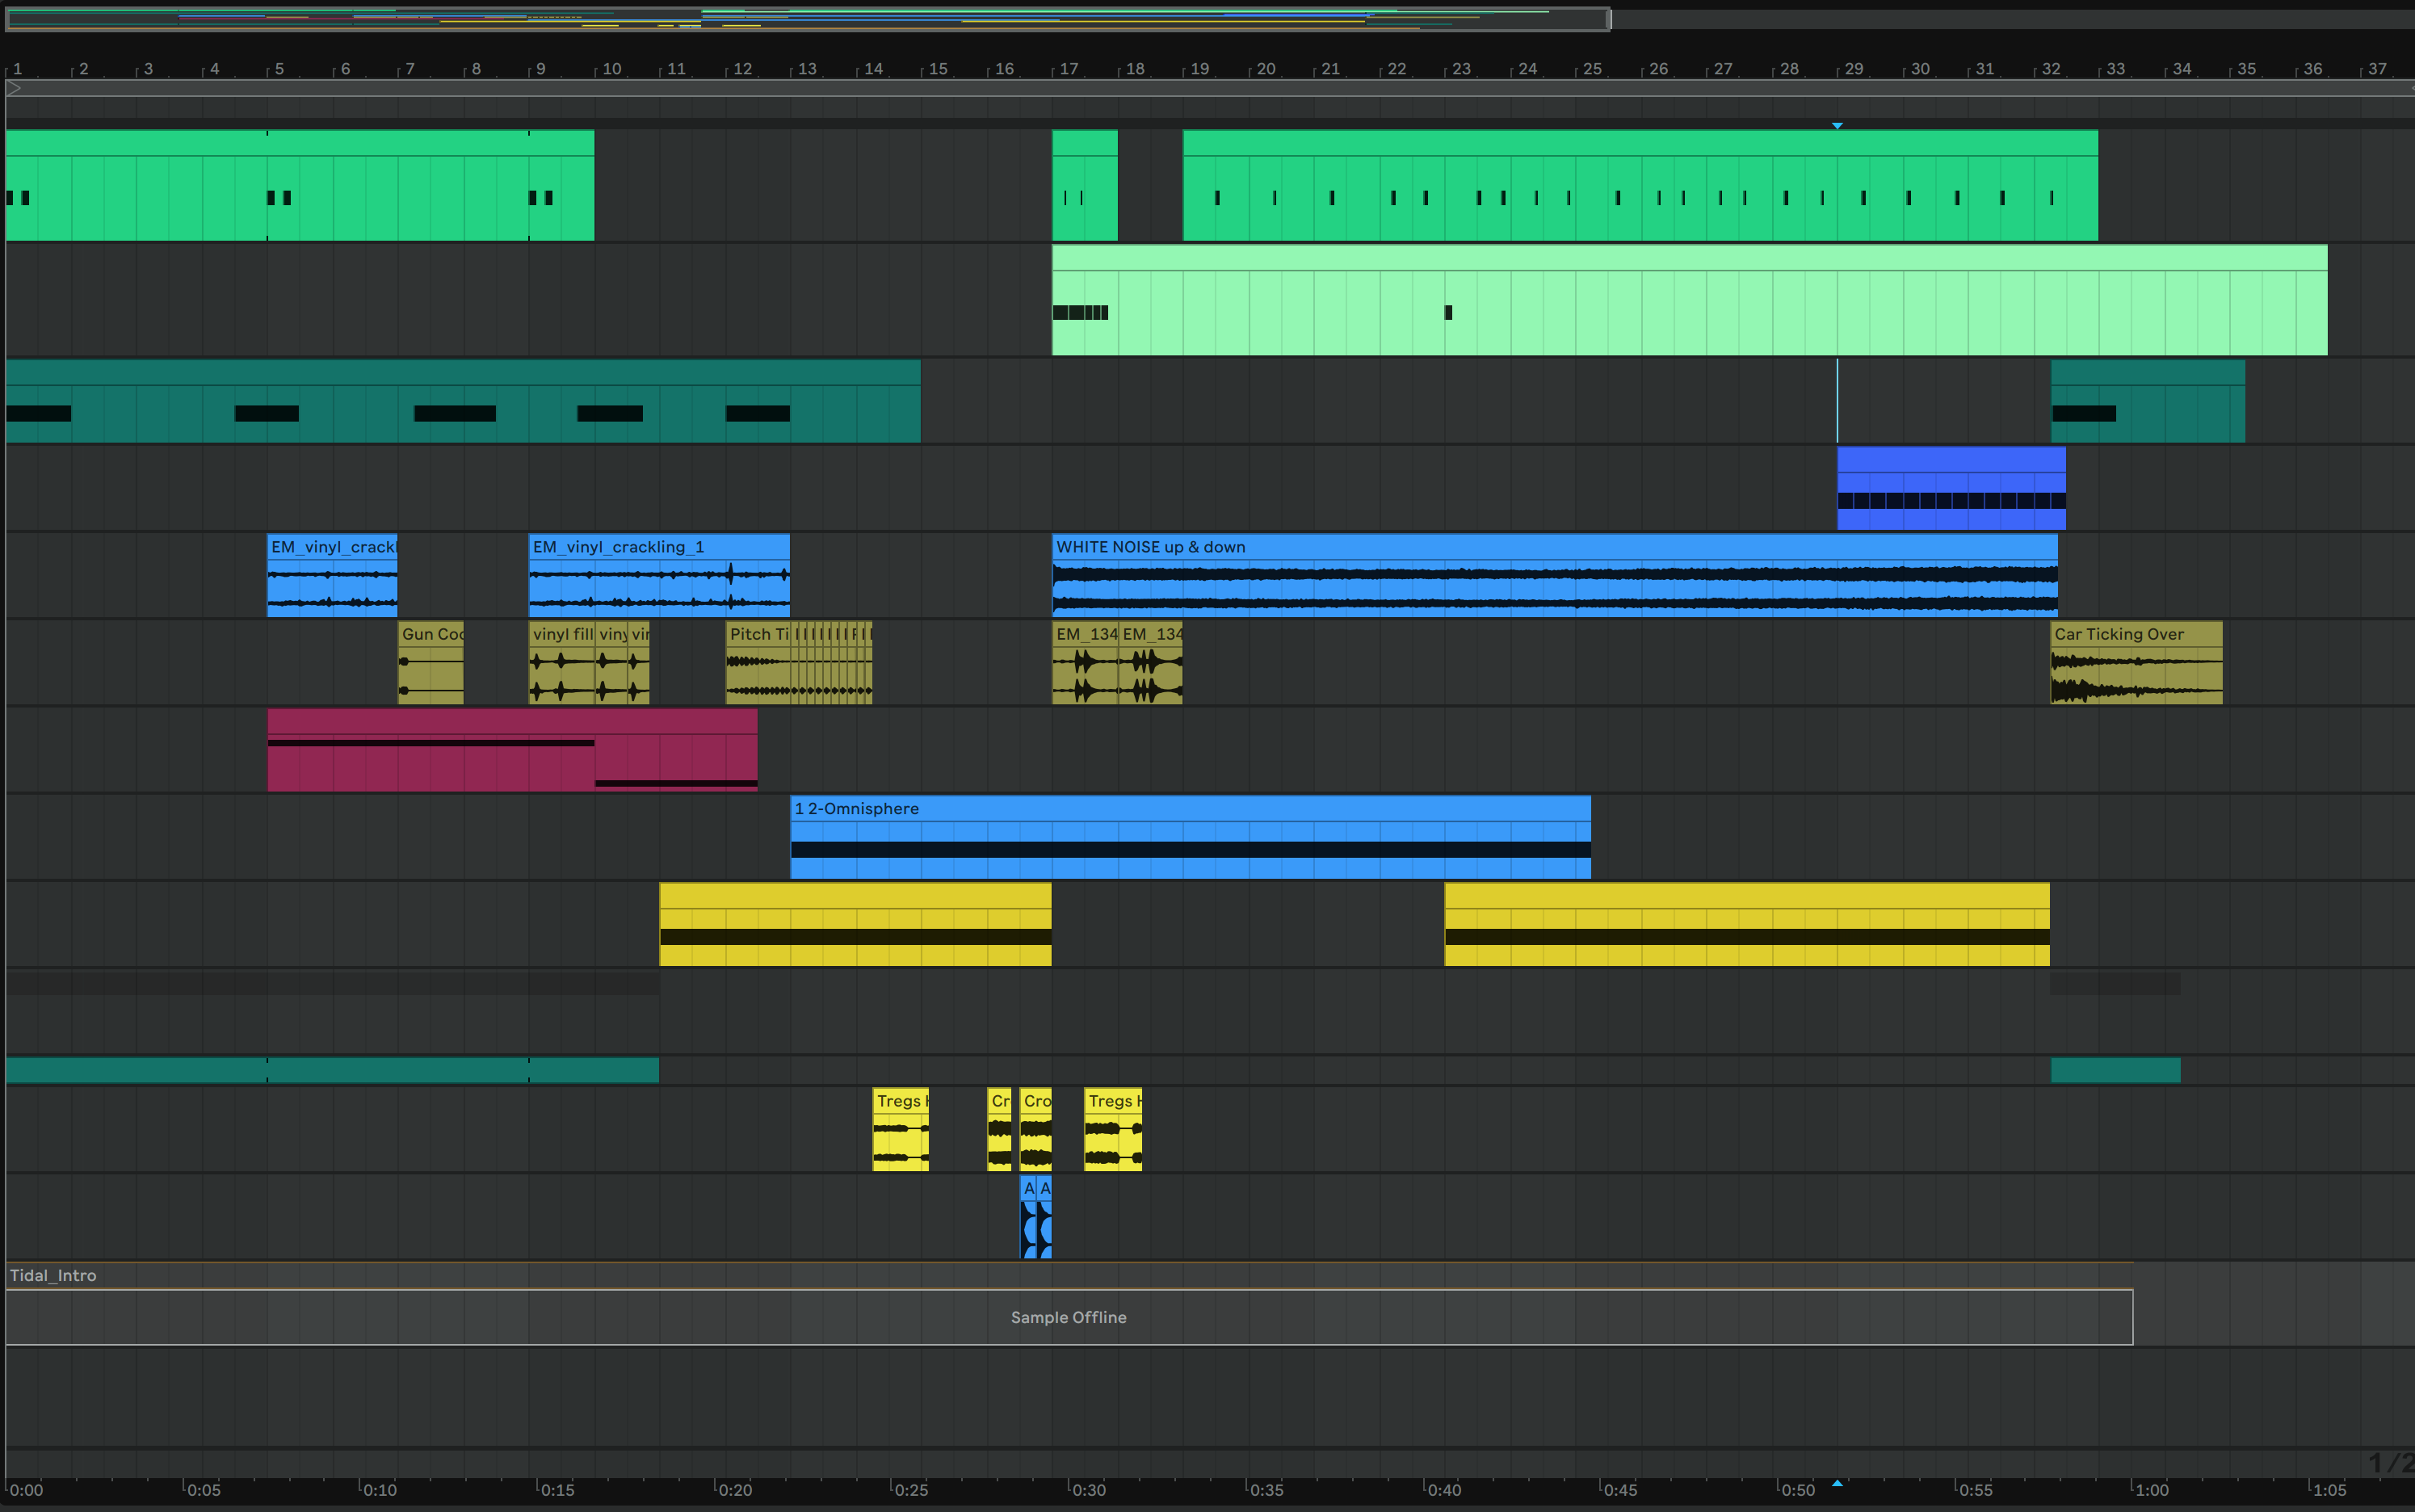 1 2 3 4 5 6 7 8 9 10 11 12 13 14 15 16 17 18 19 20 21 22 23 24 25 26 27 28 29 30 31 32 33 34 35 36 37
EM_vinyl_crackl EM_vinyl_crackling_1 WHITE NOISE up & down
Gun Coc vinyl fill viny vin Pitch Ti EM_134 EM_134 Car Ticking Over
1 2-Omnisphere
Tregs H Cr Cro Tregs H
A A
Tidal_Intro
Sample Offline
1/2
0:00 0:05 0:10 0:15 0:20 0:25 0:30 0:35 0:40 0:45 0:50 0:55 1:00 1:05